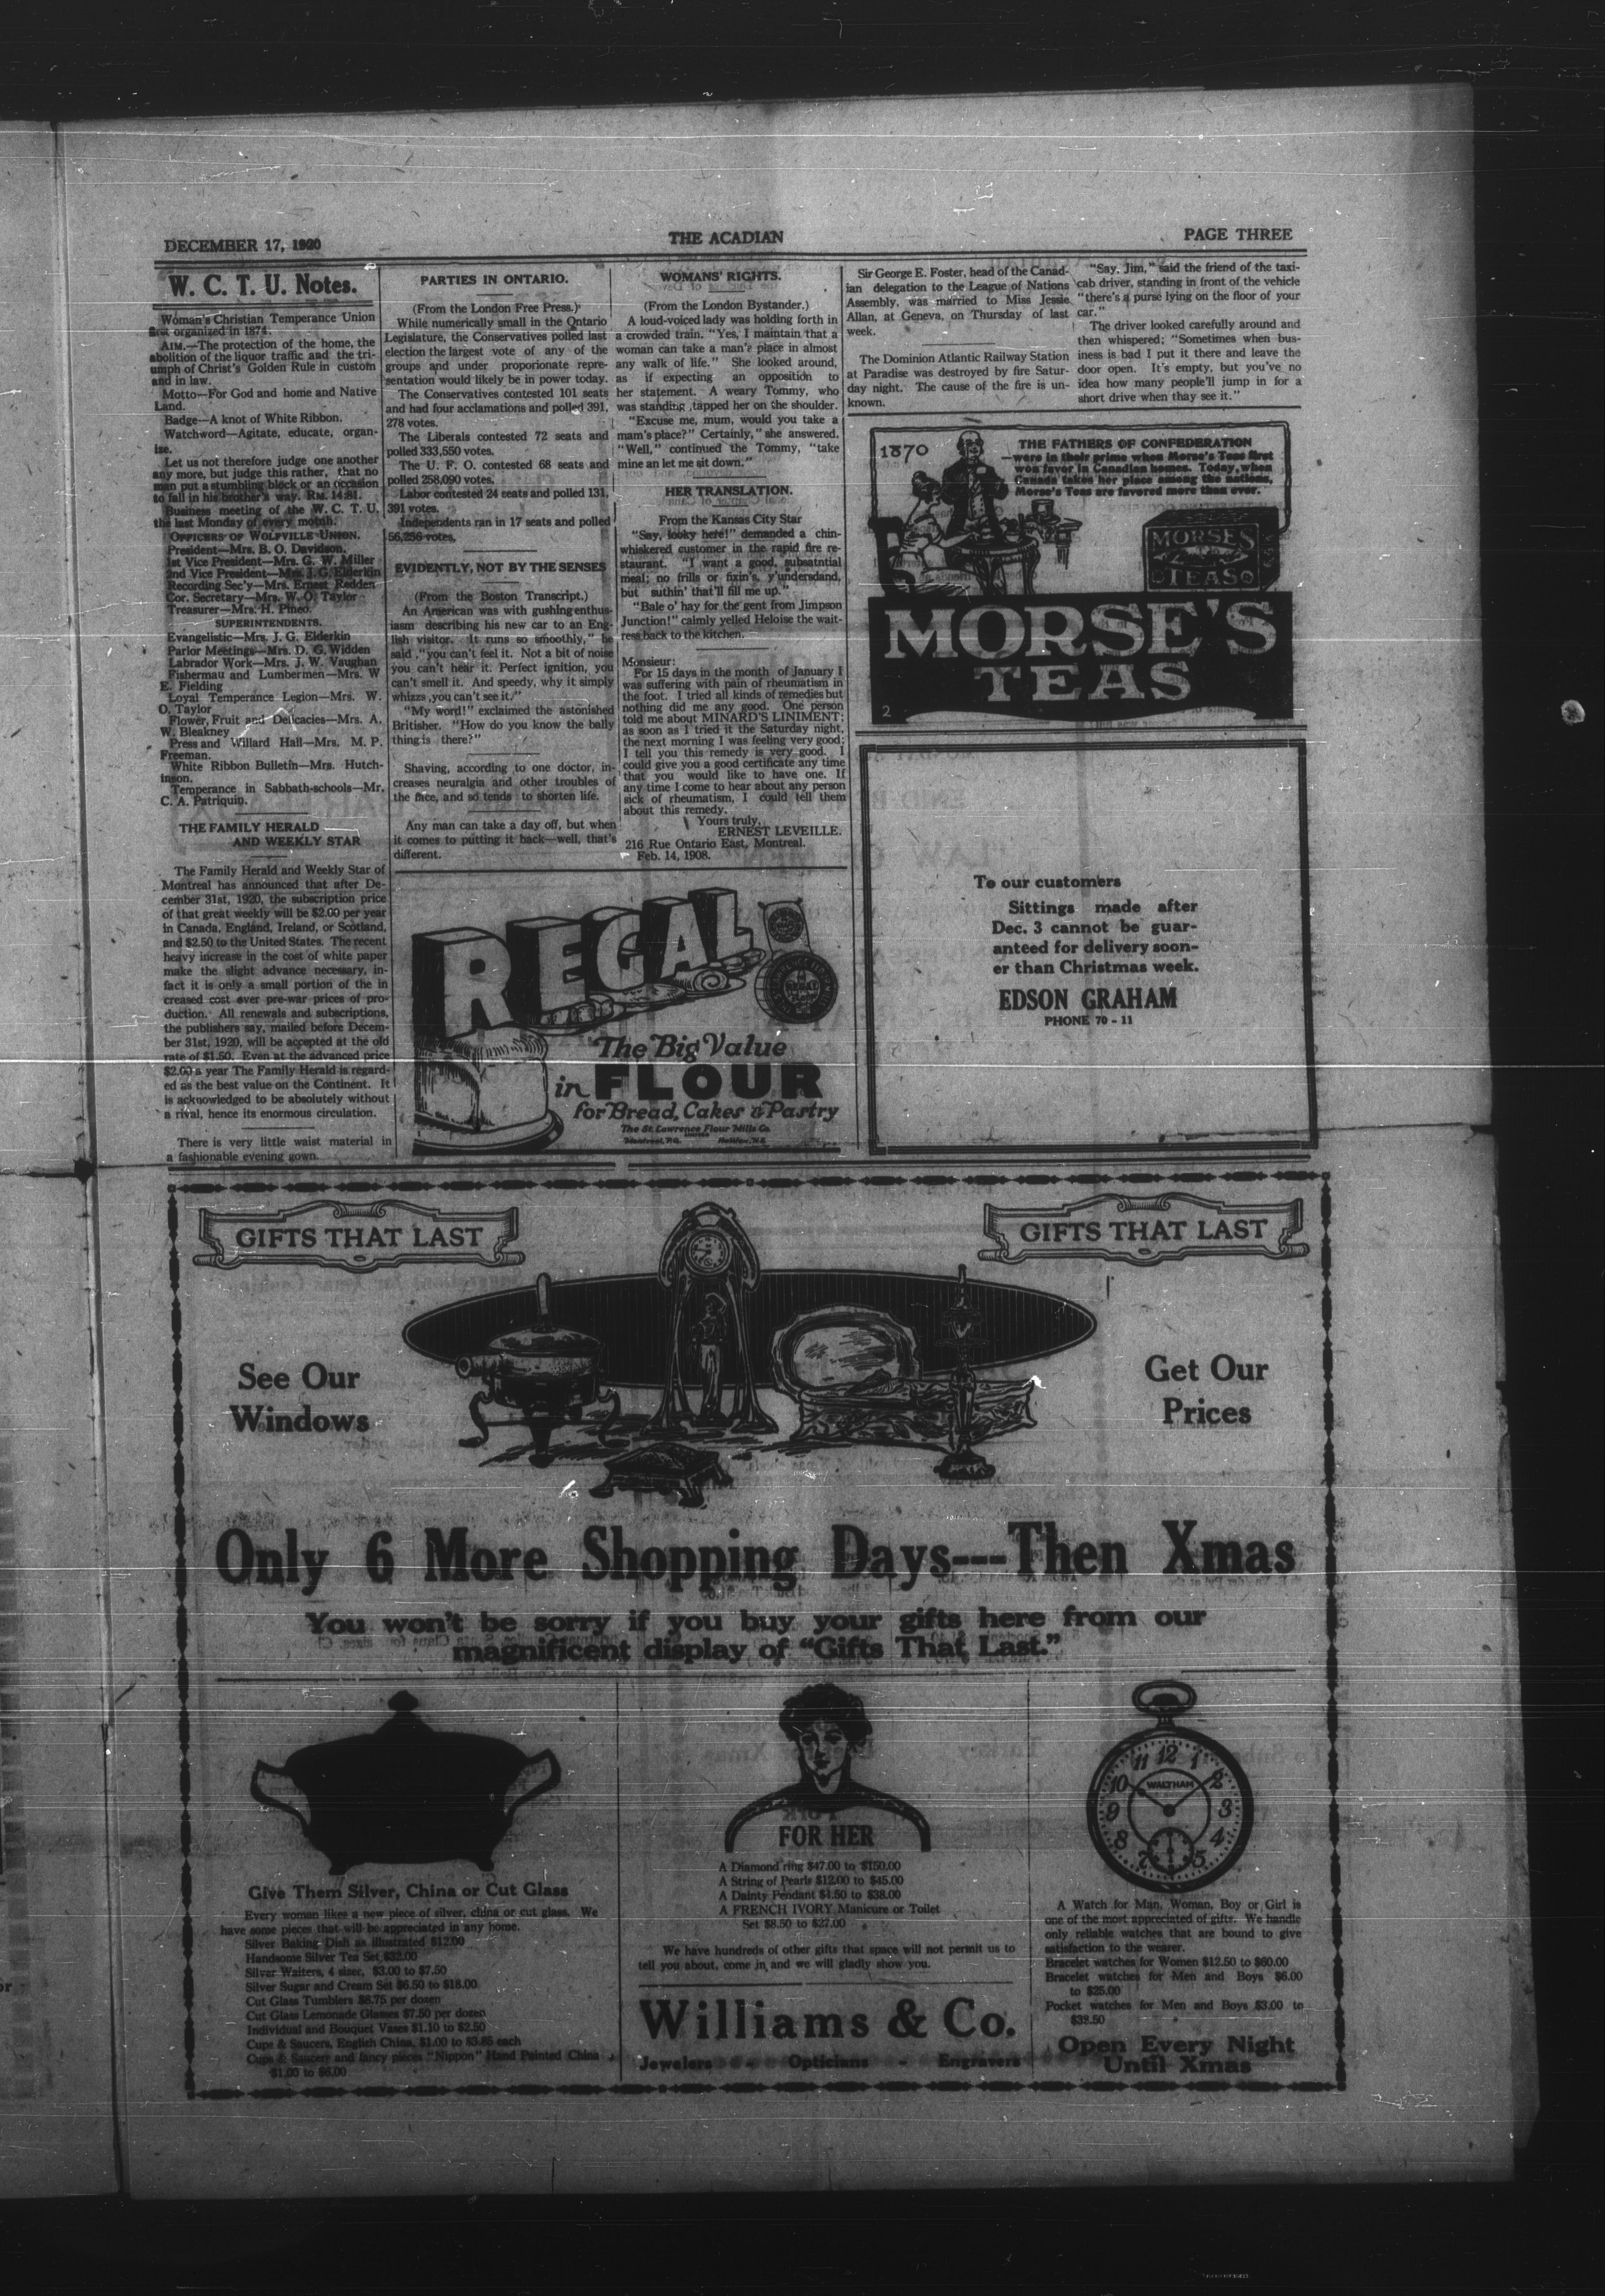 DECEMBER 17, 1920
THE ACADIAN
PAGE THREE
W. C. T. U. Notes.
Woman's Christian Temperance Union
first organized in 1874.
AIM.—The protection of the home, the
abolition of the liquor traffic and the tri-
umph of Christ's Golden Rule in custom
and in law.
Motto—For God and home and Native
Land.
Badge—A knot of White Ribbon.
Watchword—Agitate, educate, organ-
ize.
Let us not therefore judge one another
any more, but judge this rather, that no
man put a stumbling block or an occasion
to fall in his brother's way. RM. 14:81.
Business meeting of the W. C. T. U.
the last Monday of every month.
OFFICERS OF WOLFVILLE UNION.
President—Mrs. B. O. Davidson.
1st Vice President—Mrs. G. W. Miller
2nd Vice President—Mrs. J. G. Elderkin
Recording Sec'y—Mrs. Ernest Redden
Cor. Secretary—Mrs. W. O. Taylor
Treasurer—Mrs. H. Pineo.
SUPERINTENDENTS.
Evangelistic—Mrs. J. G. Elderkin
Parlor Meetings—Mrs. D. G. Widden
Labrador Work—Mrs. J. W. Vaughan
Fishermau and Lumbermen—Mrs. W
E. Fielding
Loyal Temperance Legion—Mrs. W.
O. Taylor
Flower, Fruit and Delicacies—Mrs. A.
W. Bleakney
Press and Willard Hall—Mrs. M. P.
Freeman.
White Ribbon Bulletin—Mrs. Hutch-
inson.
Temperance in Sabbath-schools—Mr.
C. A. Patriquin.
THE FAMILY HERALD
AND WEEKLY STAR
The Family Herald and Weekly Star of
Montreal has announced that after De-
cember 31st, 1920, the subscription price
of that great weekly will be $2.00 per year
in Canada, England, Ireland, or Scotland,
and $2.50 to the United States. The recent
heavy increase in the cost of white paper
make the slight advance necessary, in-
fact it is only a small portion of the in
creased cost over pre-war prices of pro-
duction. All renewals and subscriptions,
the publishers say, mailed before Decem-
ber 31st, 1920, will be accepted at the old
rate of $1.50. Even at the advanced price
$2.00 a year The Family Herald is regard-
ed as the best value on the Continent. It
is acknowledged to be absolutely without
a rival, hence its enormous circulation.
There is very little waist material in
a fashionable evening gown.
PARTIES IN ONTARIO.
(From the London Free Press.)
While numerically small in the Ontario
Legislature, the Conservatives polled last
election the largest vote of any of the
groups and under proporionate repre-
sentation would likely be in power today.
The Conservatives contested 101 seats
and had four acclamations and polled 391,
278 votes.
The Liberals contested 72 seats and
polled 333,550 votes.
The U. F. O. contested 68 seats and
polled 258,090 votes.
Labor contested 24 seats and polled 131,
391 votes.
Independents ran in 17 seats and polled
56,256 votes.
EVIDENTLY, NOT BY THE SENSES
(From the Boston Transcript.)
An American was with gushing enthus-
iasm describing his new car to an Eng-
lish visitor. "It runs so smoothly," he
said ,"you can't feel it. Not a bit of noise
you can't hear it. Perfect ignition, you
can't smell it. And speedy, why it simply
whizzs ,you can't see it."
"My word!" exclaimed the astonished
Britisher. "How do you know the bally
thing is there?"
Shaving, according to one doctor, in-
creases neuralgia and other troubles of
the face, and so tends to shorten life.
Any man can take a day off, but when
it comes to putting it back—well, that's
different.
WOMANS' RIGHTS.
(From the London Bystander.)
A loud-voiced lady was holding forth in
a crowded train. "Yes, I maintain that a
woman can take a man's place in almost
any walk of life." She looked around,
as if expecting an opposition to
her statement. A weary Tommy, who
was standing ,tapped her on the shoulder.
"Excuse me, mum, would you take a
mam's place?" Certainly," she answered.
"Well," continued the Tommy, "take
mine an let me sit down."
HER TRANSLATION.
From the Kansas City Star
"Say, looky here!" demanded a chin-
whiskered customer in the rapid fire re-
staurant. "I want a good, subsatntial
meal; no frills or fixin's, y'undersdand,
but suthin' that'll fill me up."
"Bale o' hay for the gent from Jimpson
Junction!" calmly yelled Heloise the wait-
ress back to the kitchen.
Monsieur:
For 15 days in the month of January I
was suffering with pain of rheumatism in
the foot. I tried all kinds of remedies but
nothing did me any good. One person
told me about MINARD'S LINIMENT;
as soon as I tried it the Saturday night,
the next morning I was feeling very good;
I tell you this remedy is very good. I
could give you a good certificate any time
that you would like to have one. If
any time I come to hear about any person
sick of rheumatism, I could tell them
about this remedy.
Yours truly,
ERNEST LEVEILLE.
216 Rue Ontario East, Montreal.
Feb. 14, 1908.
Sir George E. Foster, head of the Canad-
ian delegation to the League of Nations
Assembly, was married to Miss Jessie
Allan, at Geneva, on Thursday of last
week.
The Dominion Atlantic Railway Station
at Paradise was destroyed by fire Satur-
day night. The cause of the fire is un-
known.
"Say, Jim," said the friend of the taxi-
cab driver, standing in front of the vehicle
"there's a purse lying on the floor of your
car."
The driver looked carefully around and
then whispered; "Sometimes when bus-
iness is bad I put it there and leave the
door open. It's empty, but you've no
idea how many people'll jump in for a
short drive when thay see it."
1870
THE FATHERS OF CONFEDERATION
—were in their prime when Morse's Teas first
won favor in Canadian homes. Today, when
Canada takes her place among the nations,
Morse's Teas are favored more than ever.
MORSE'S
TEAS
MORSE'S
TEAS
2
To our customers
Sittings made after
Dec. 3 cannot be guar-
anteed for delivery soon-
er than Christmas week.
EDSON GRAHAM
PHONE 70 - 11
REGAL
The Big Value
in FLOUR
for Bread, Cakes & Pastry
The St. Lawrence Flour Mills Co.
LIMITED
Montreal, P.Q. Halifax, N.S.
GIFTS THAT LAST
GIFTS THAT LAST
See Our
Windows
Get Our
Prices
Only 6 More Shopping Days---Then Xmas
You won't be sorry if you buy your gifts here from our
magnificent display of "Gifts That Last."
Give Them Silver, China or Cut Glass
Every woman likes a new piece of silver, china or cut glass. We
have some pieces that will be appreciated in any home.
Silver Baking Dish as illustrated $12.00
Handsome Silver Tea Set $32.00
Silver Waiters, 4 sizer, $3.00 to $7.50
Silver Sugar and Cream Set $6.50 to $18.00
Cut Glass Tumblers $8.75 per dozen
Cut Glass Lemonade Glasses $7.50 per dozen
Individual and Bouquet Vases $1.10 to $2.50
Cups & Saucers, English China, $1.00 to $3.85 each
Cups & Saucers and fancy pieces "Nippon" Hand Painted China
$1.00 to $6.00
FOR HER
A Diamond ring $47.00 to $150.00
A String of Pearls $12.00 to $45.00
A Dainty Pendant $4.50 to $38.00
A FRENCH IVORY Manicure or Toilet
Set $8.50 to $27.00
We have hundreds of other gifts that space will not permit us to
tell you about, come in and we will gladly show you.
Williams & Co.
Jewelers - Opticians - Engravers
WALTHAM
11 12 1
10 2
9 3
8 4
7 5
A Watch for Man, Woman, Boy or Girl is
one of the most appreciated of gifts. We handle
only reliable watches that are bound to give
satisfaction to the wearer.
Bracelet watches for Women $12.50 to $60.00
Bracelet watches for Men and Boys $6.00
to $25.00
Pocket watches for Men and Boys $3.00 to
$38.50
Open Every Night
Until Xmas